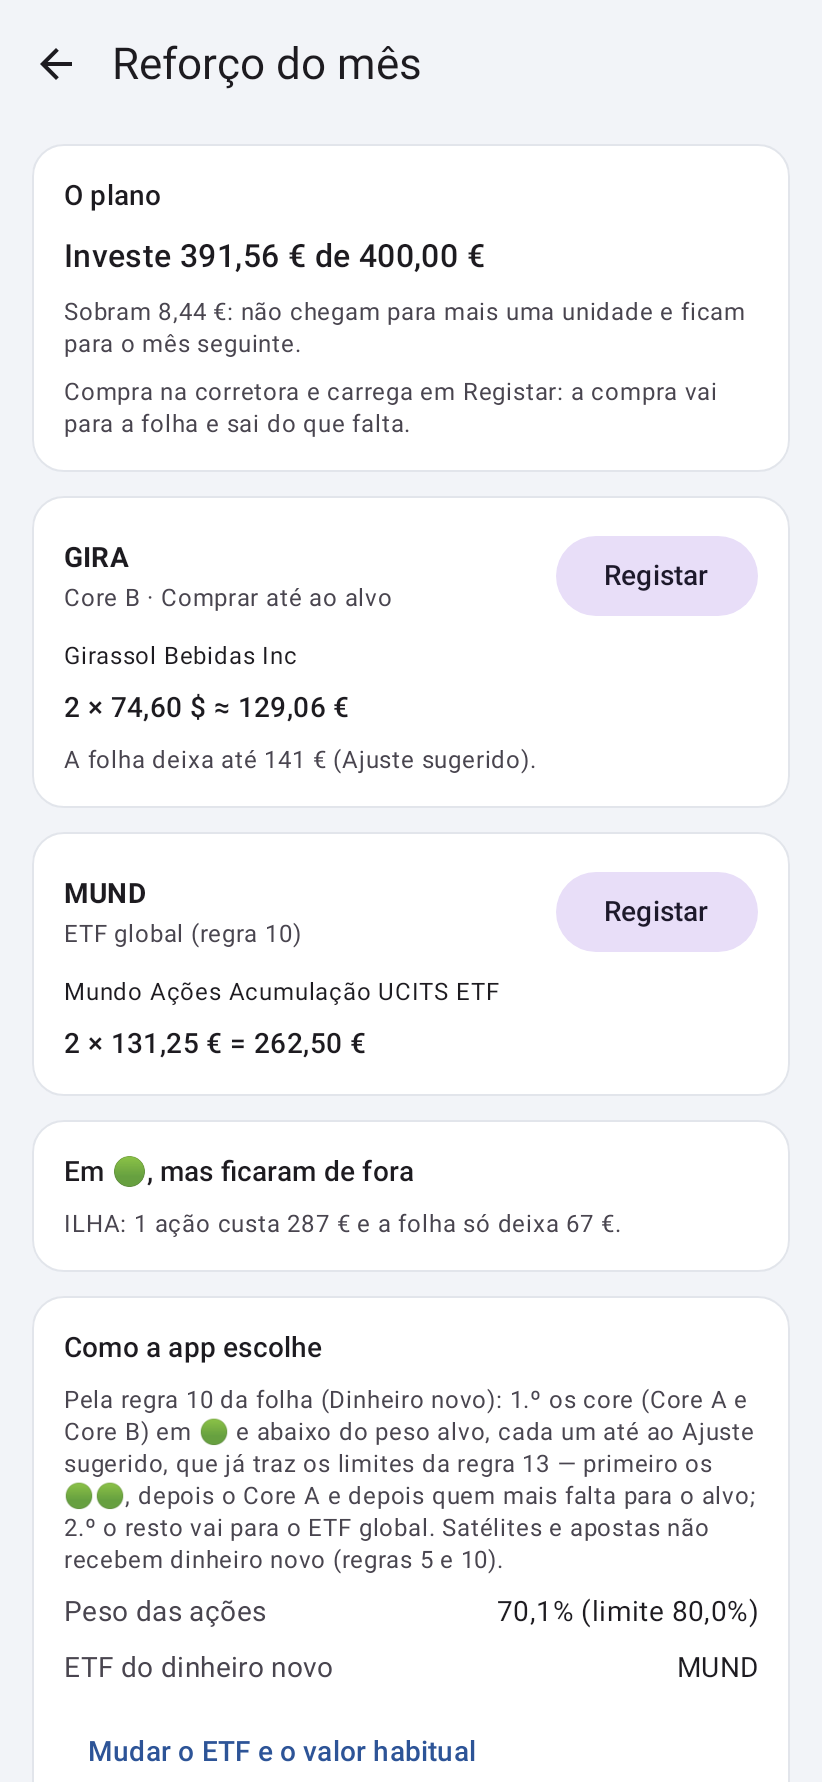 Reforço do mês
O plano
Investe 391,56 € de 400,00 €
Sobram 8,44 €: não chegam para mais uma unidade e ficam
para o mês seguinte.
Compra na corretora e carrega em Registar: a compra vai
para a folha e sai do que falta.
GIRA
Registar
Core B · Comprar até ao alvo
Girassol Bebidas Inc
2 × 74,60 $ ≈ 129,06 €
A folha deixa até 141 € (Ajuste sugerido).
MUND
Registar
ETF global (regra 10)
Mundo Ações Acumulação UCITS ETF
2 × 131,25 € = 262,50 €
Em 🟢, mas ficaram de fora
ILHA: 1 ação custa 287 € e a folha só deixa 67 €.
Como a app escolhe
Pela regra 10 da folha (Dinheiro novo): 1.º os core (Core A e
Core B) em 🟢 e abaixo do peso alvo, cada um até ao Ajuste
sugerido, que já traz os limites da regra 13 — primeiro os
🟢🟢, depois o Core A e depois quem mais falta para o alvo;
2.º o resto vai para o ETF global. Satélites e apostas não
recebem dinheiro novo (regras 5 e 10).
Peso das ações 70,1% (limite 80,0%)
ETF do dinheiro novo MUND
Mudar o ETF e o valor habitual